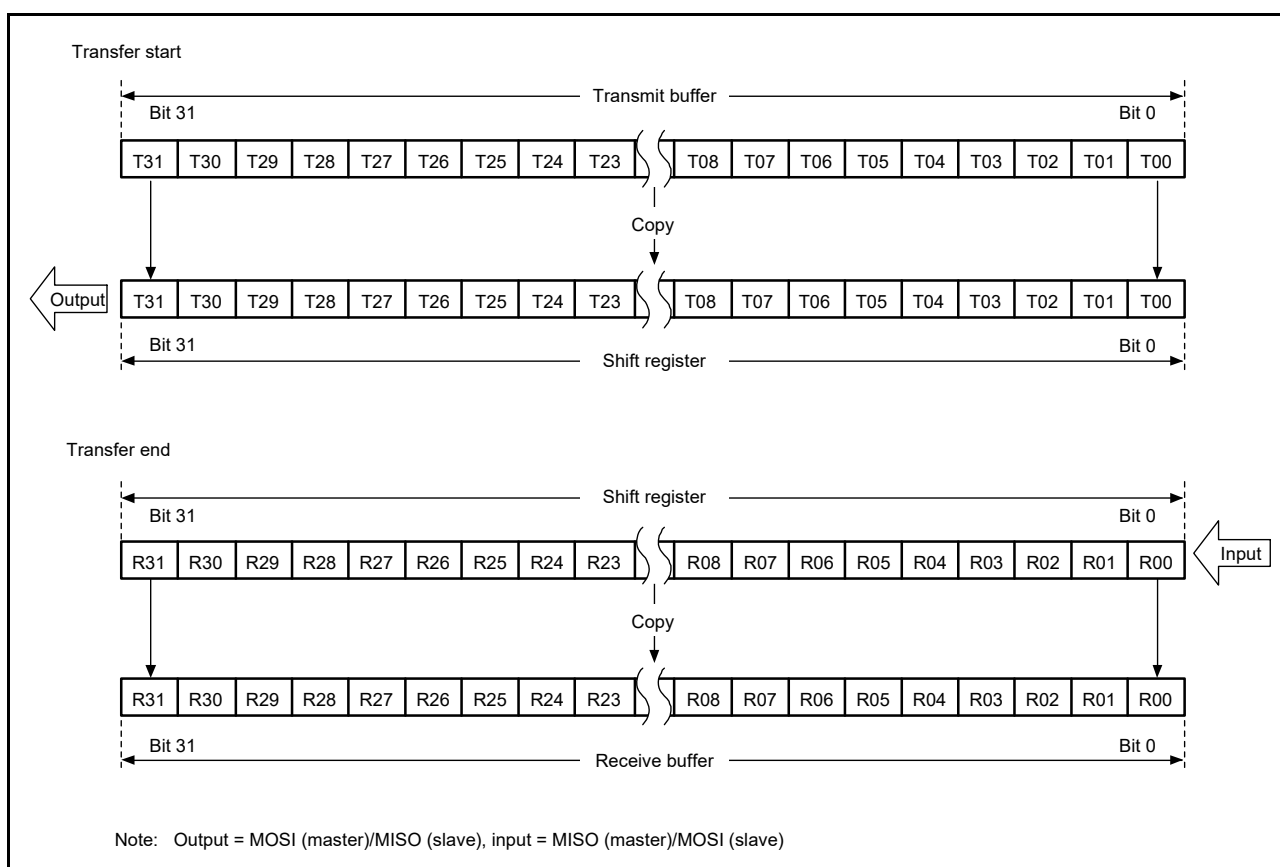 Transfer start
Transmit buffer
Bit 31 Bit 0
T31 T30 T29 T28 T27 T26 T25 T24 T23 T08 T07 T06 T05 T04 T03 T02 T01 T00
Copy
Output T31 T30 T29 T28 T27 T26 T25 T24 T23 T08 T07 T06 T05 T04 T03 T02 T01 T00
Bit 31 Bit 0
Shift register
Transfer end
Shift register
Bit 31 Bit 0
R31 R30 R29 R28 R27 R26 R25 R24 R23 R08 R07 R06 R05 R04 R03 R02 R01 R00 Input
Copy
R31 R30 R29 R28 R27 R26 R25 R24 R23 R08 R07 R06 R05 R04 R03 R02 R01 R00
Bit 31 Bit 0
Receive buffer
Note: Output = MOSI (master)/MISO (slave), input = MISO (master)/MOSI (slave)